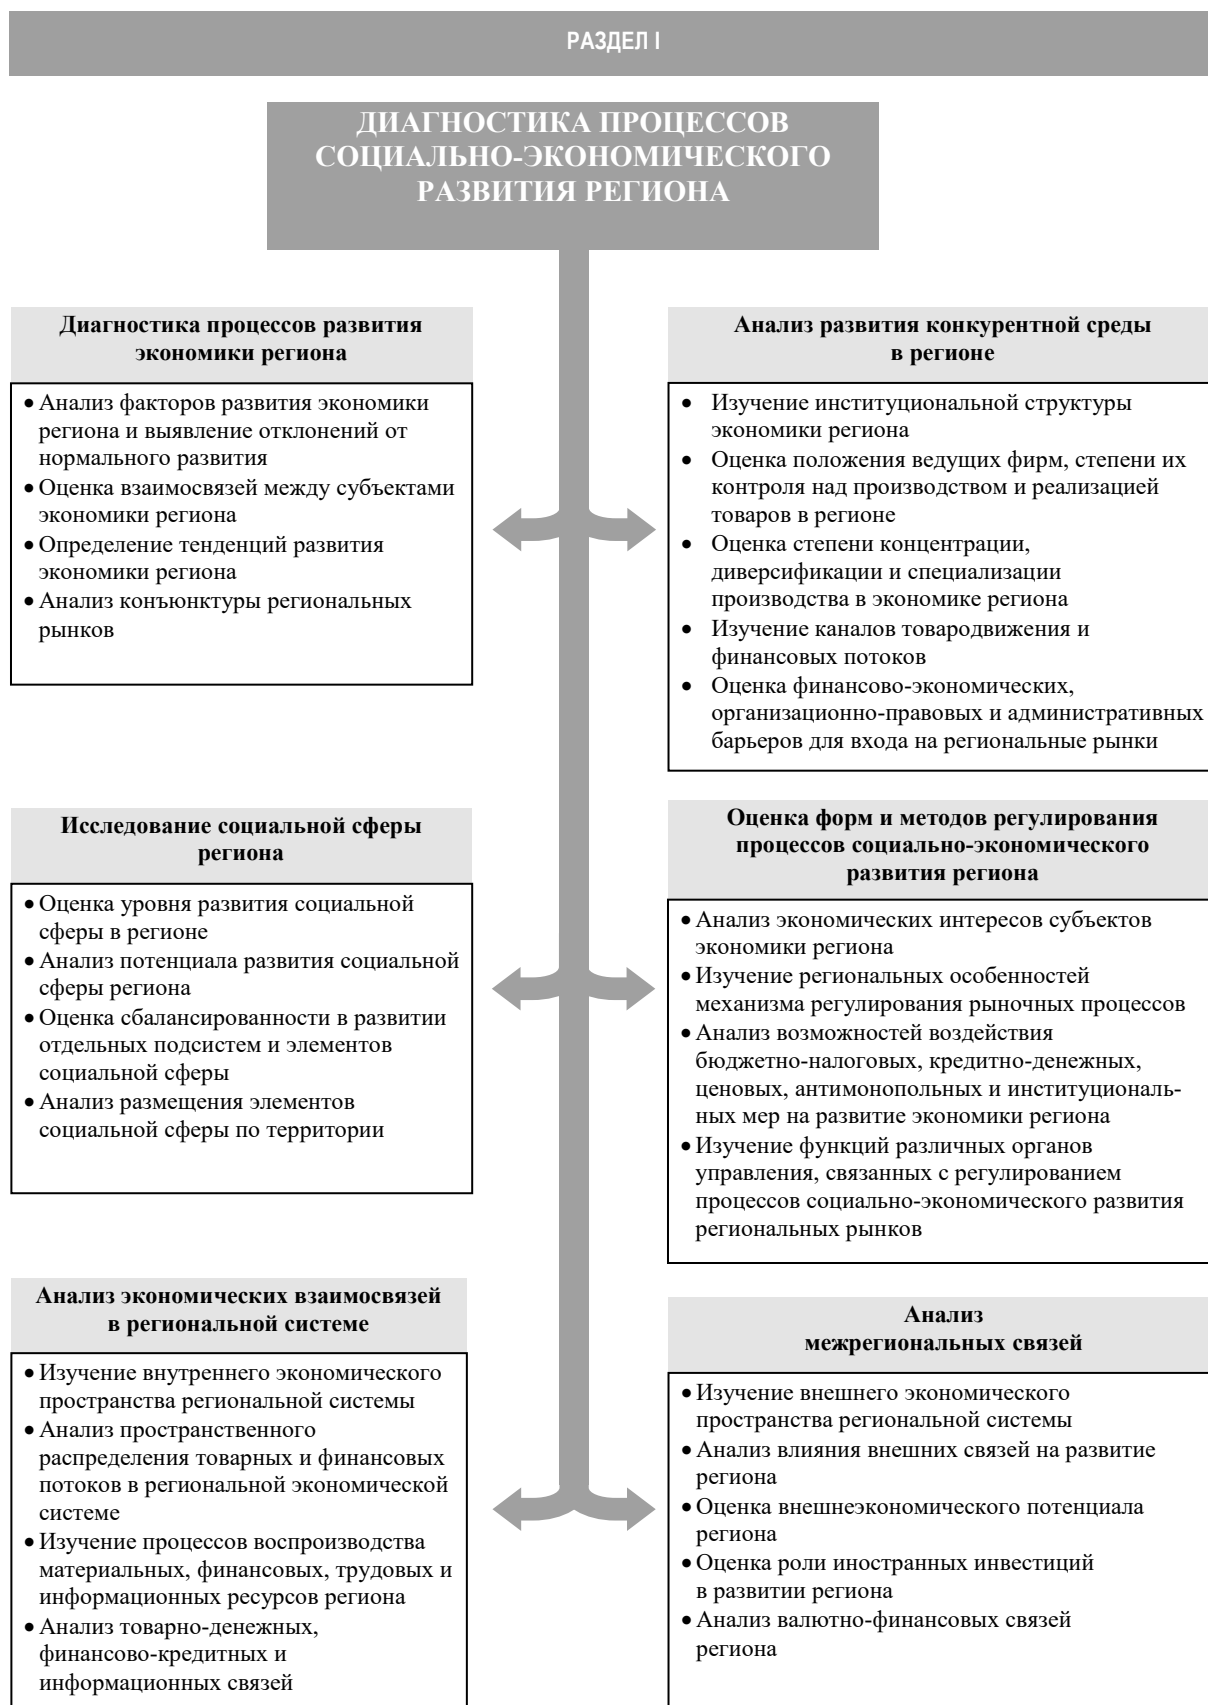 РАЗДЕЛ I
ДИАГНОСТИКА ПРОЦЕССОВ
СОЦИАЛЬНО-ЭКОНОМИЧЕСКОГО
РАЗВИТИЯ РЕГИОНА
Диагностика процессов развития
экономики региона
• Анализ факторов развития экономики
региона и выявление отклонений от
нормального развития
• Оценка взаимосвязей между субъектами
экономики региона
• Определение тенденций развития
экономики региона
• Анализ конъюнктуры региональных
рынков
Анализ развития конкурентной среды
в регионе
• Изучение институциональной структуры
экономики региона
• Оценка положения ведущих фирм, степени их
контроля над производством и реализацией
товаров в регионе
• Оценка степени концентрации,
диверсификации и специализации
производства в экономике региона
• Изучение каналов товародвижения и
финансовых потоков
• Оценка финансово-экономических,
организационно-правовых и административных
барьеров для входа на региональные рынки
Исследование социальной сферы
региона
• Оценка уровня развития социальной
сферы в регионе
• Анализ потенциала развития социальной
сферы региона
• Оценка сбалансированности в развитии
отдельных подсистем и элементов
социальной сферы
• Анализ размещения элементов
социальной сферы по территории
Оценка форм и методов регулирования
процессов социально-экономического
развития региона
• Анализ экономических интересов субъектов
экономики региона
• Изучение региональных особенностей
механизма регулирования рыночных процессов
• Анализ возможностей воздействия
бюджетно-налоговых, кредитно-денежных,
ценовых, антимонопольных и институциональ-
ных мер на развитие экономики региона
• Изучение функций различных органов
управления, связанных с регулированием
процессов социально-экономического развития
региональных рынков
Анализ экономических взаимосвязей
в региональной системе
• Изучение внутреннего экономического
пространства региональной системы
• Анализ пространственного
распределения товарных и финансовых
потоков в региональной экономической
системе
• Изучение процессов воспроизводства
материальных, финансовых, трудовых и
информационных ресурсов региона
• Анализ товарно-денежных,
финансово-кредитных и
информационных связей
Анализ
межрегиональных связей
• Изучение внешнего экономического
пространства региональной системы
• Анализ влияния внешних связей на развитие
региона
• Оценка внешнеэкономического потенциала
региона
• Оценка роли иностранных инвестиций
в развитии региона
• Анализ валютно-финансовых связей
региона